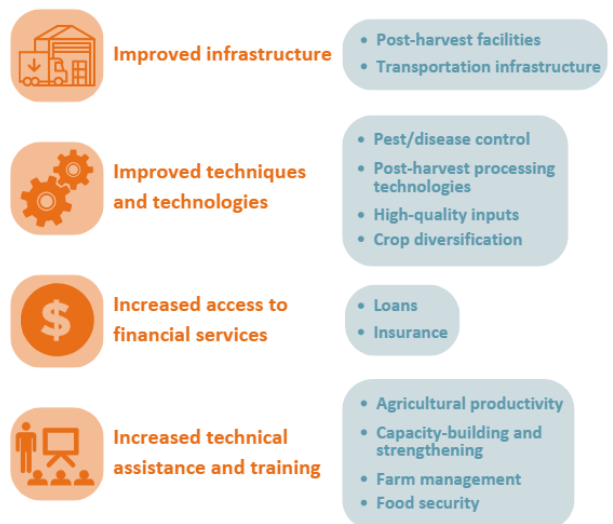 Improved infrastructure
• Post-harvest facilities
• Transportation infrastructure
Improved techniques
and technologies
• Pest/disease control
• Post-harvest processing
technologies
• High-quality inputs
• Crop diversification
$
Increased access to
financial services
• Loans
• Insurance
Increased technical
assistance and training
• Agricultural productivity
• Capacity-building and
strengthening
• Farm management
• Food security